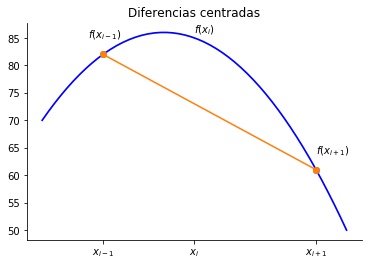 Diferencias centradas
f(x_{i−1})
f(x_i)
f(x_{i+1})
85
80
75
70
65
60
55
50
x_{i−1}
x_i
x_{i+1}